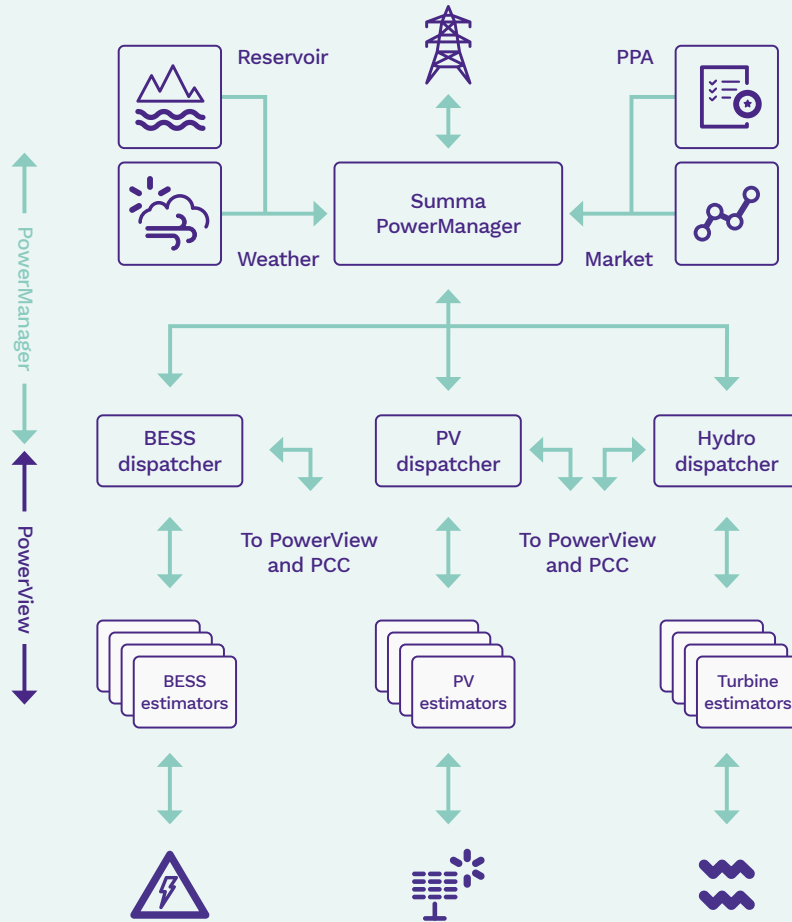 Reservoir
PPA
Summa
PowerManager
Weather
Market
PowerManager
BESS
dispatcher
PV
dispatcher
Hydro
dispatcher
PowerView
To PowerView
and PCC
To PowerView
and PCC
BESS
estimators
PV
estimators
Turbine
estimators